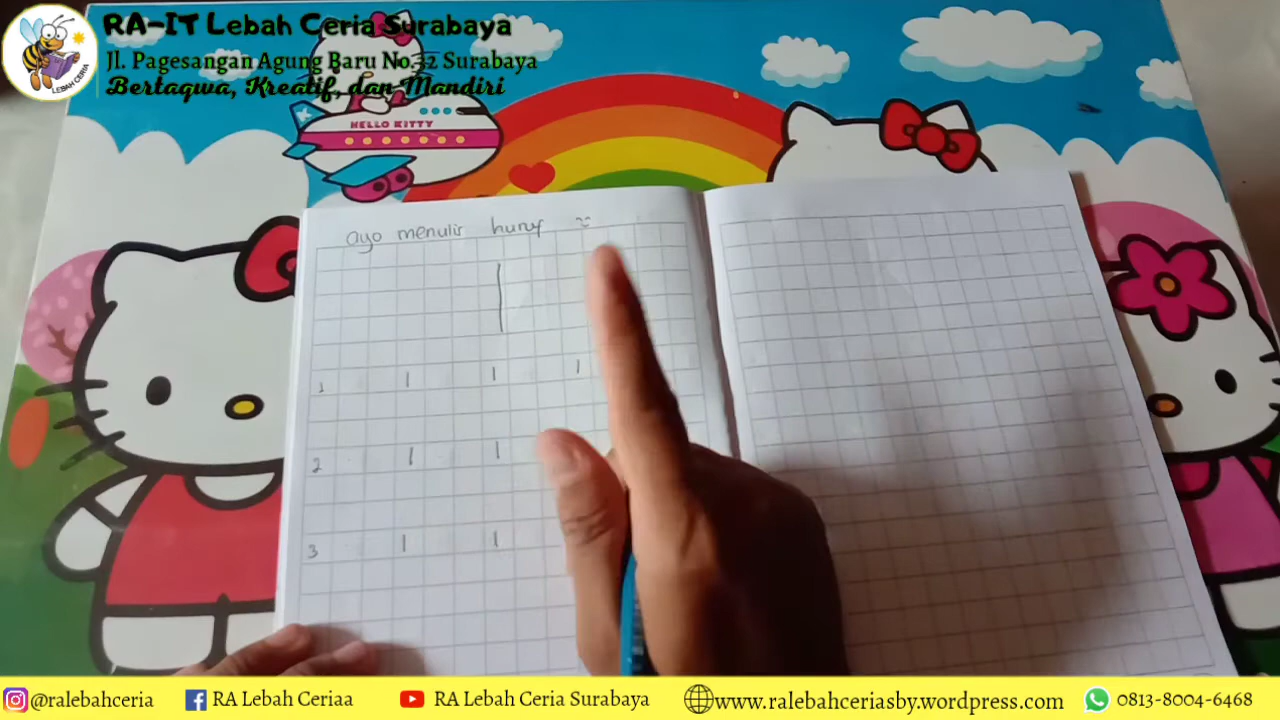 RA-IT Lebah Ceria Surabaya
Jl. Pagesangan Agung Baru No.32 Surabaya
Bertaqwa, Kreatif, dan Mandiri
LEBAH CERIA
HELLO KITTY
ayo menulis huruf
1
2
3
@ralebahceria
RA Lebah Ceriaa
RA Lebah Ceria Surabaya
www.ralebahceriasby.wordpress.com
0813-8004-6468